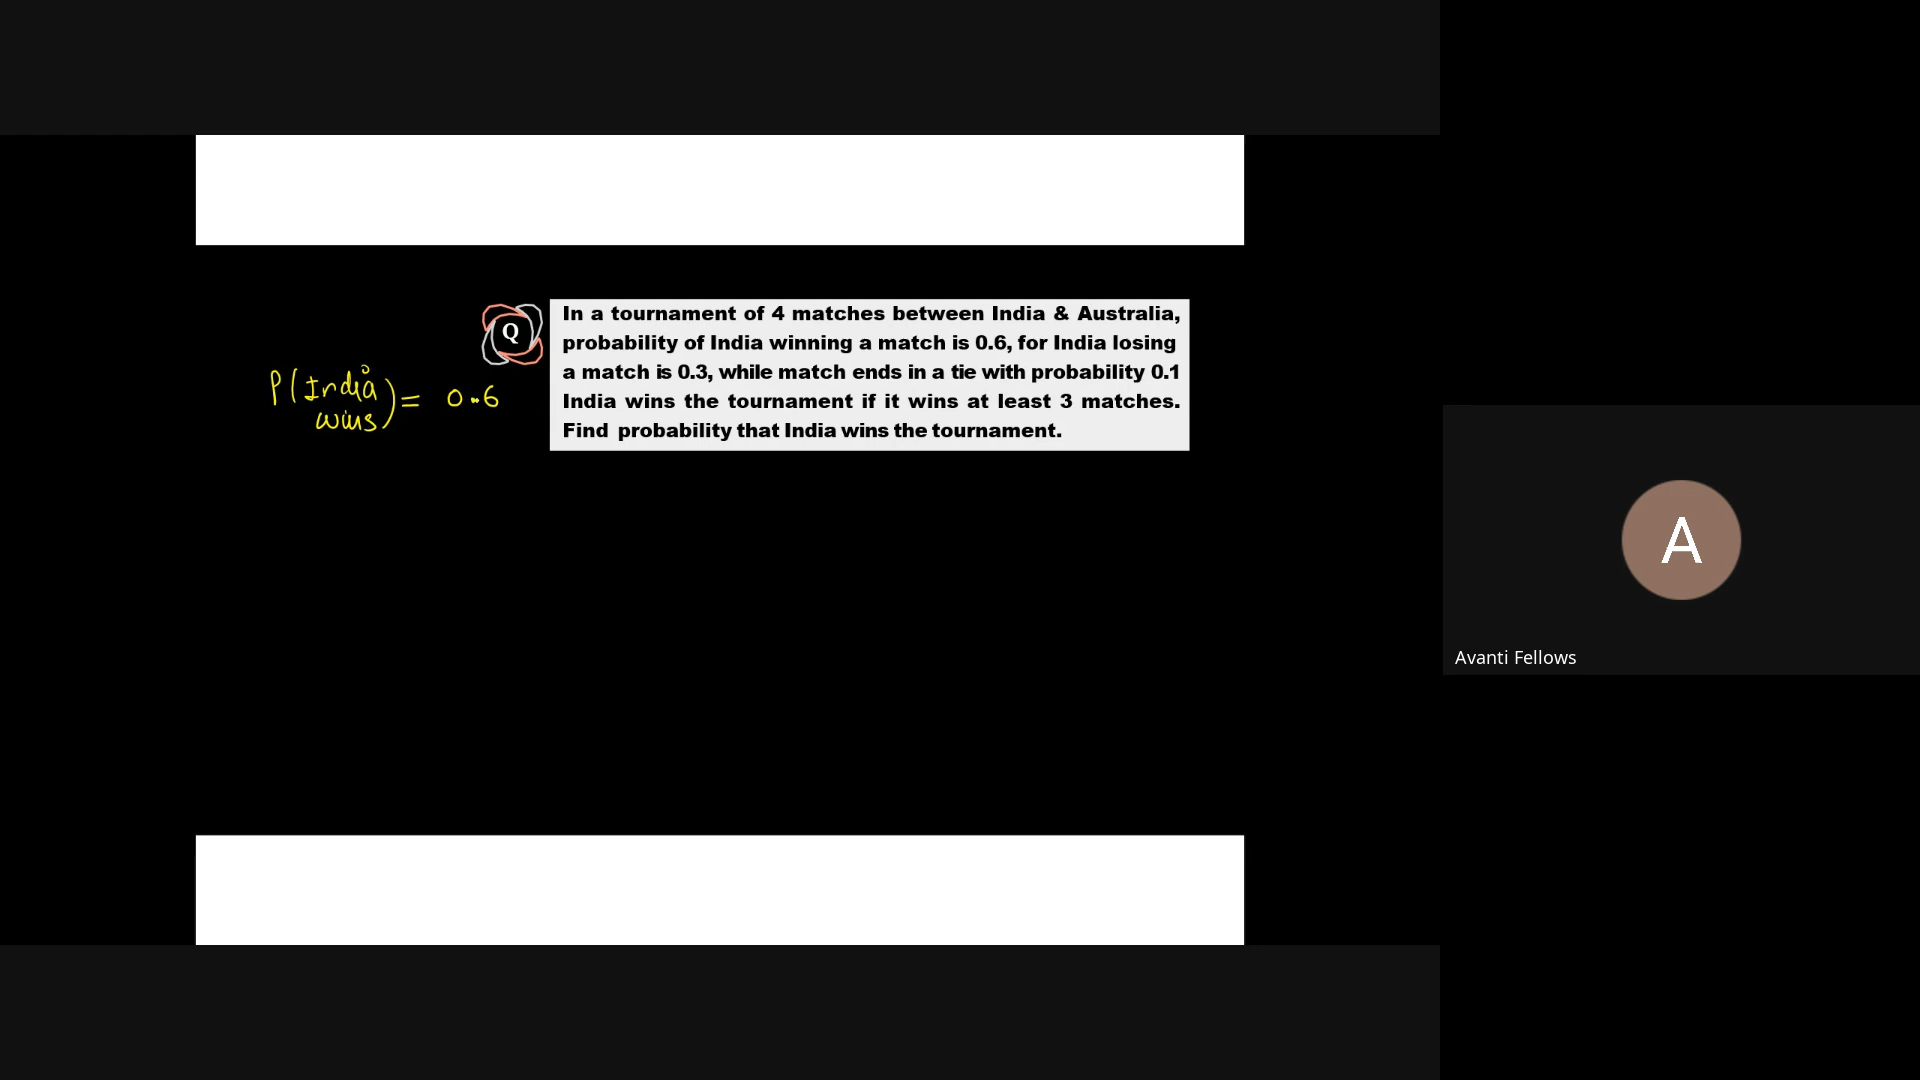 Q
In a tournament of 4 matches between India & Australia,
probability of India winning a match is 0.6, for India losing
a match is 0.3, while match ends in a tie with probability 0.1
India wins the tournament if it wins at least 3 matches.
Find probability that India wins the tournament.
P(India
wins) = 0.6
A
Avanti Fellows